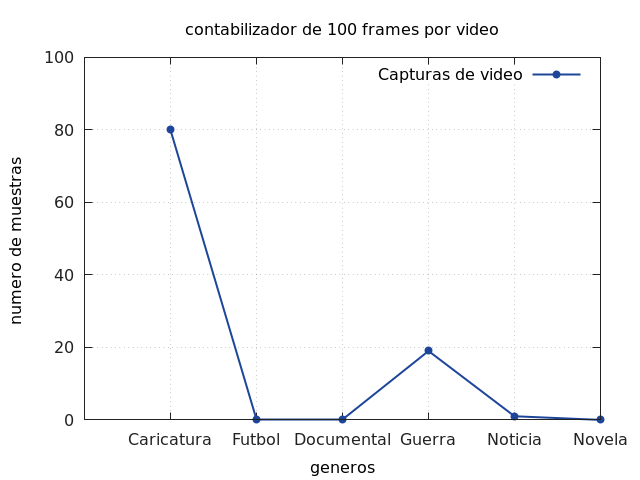 contabilizador de 100 frames por video
Capturas de video
numero de muestras
100
80
60
40
20
0
Caricatura Futbol Documental Guerra Noticia Novela
generos